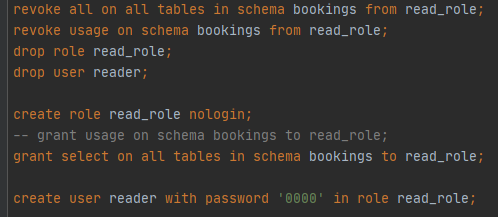 revoke all on all tables in schema bookings from read_role;
revoke usage on schema bookings from read_role;
drop role read_role;
drop user reader;
create role read_role nologin;
-- grant usage on schema bookings to read_role;
grant select on all tables in schema bookings to read_role;
create user reader with password '0000' in role read_role;